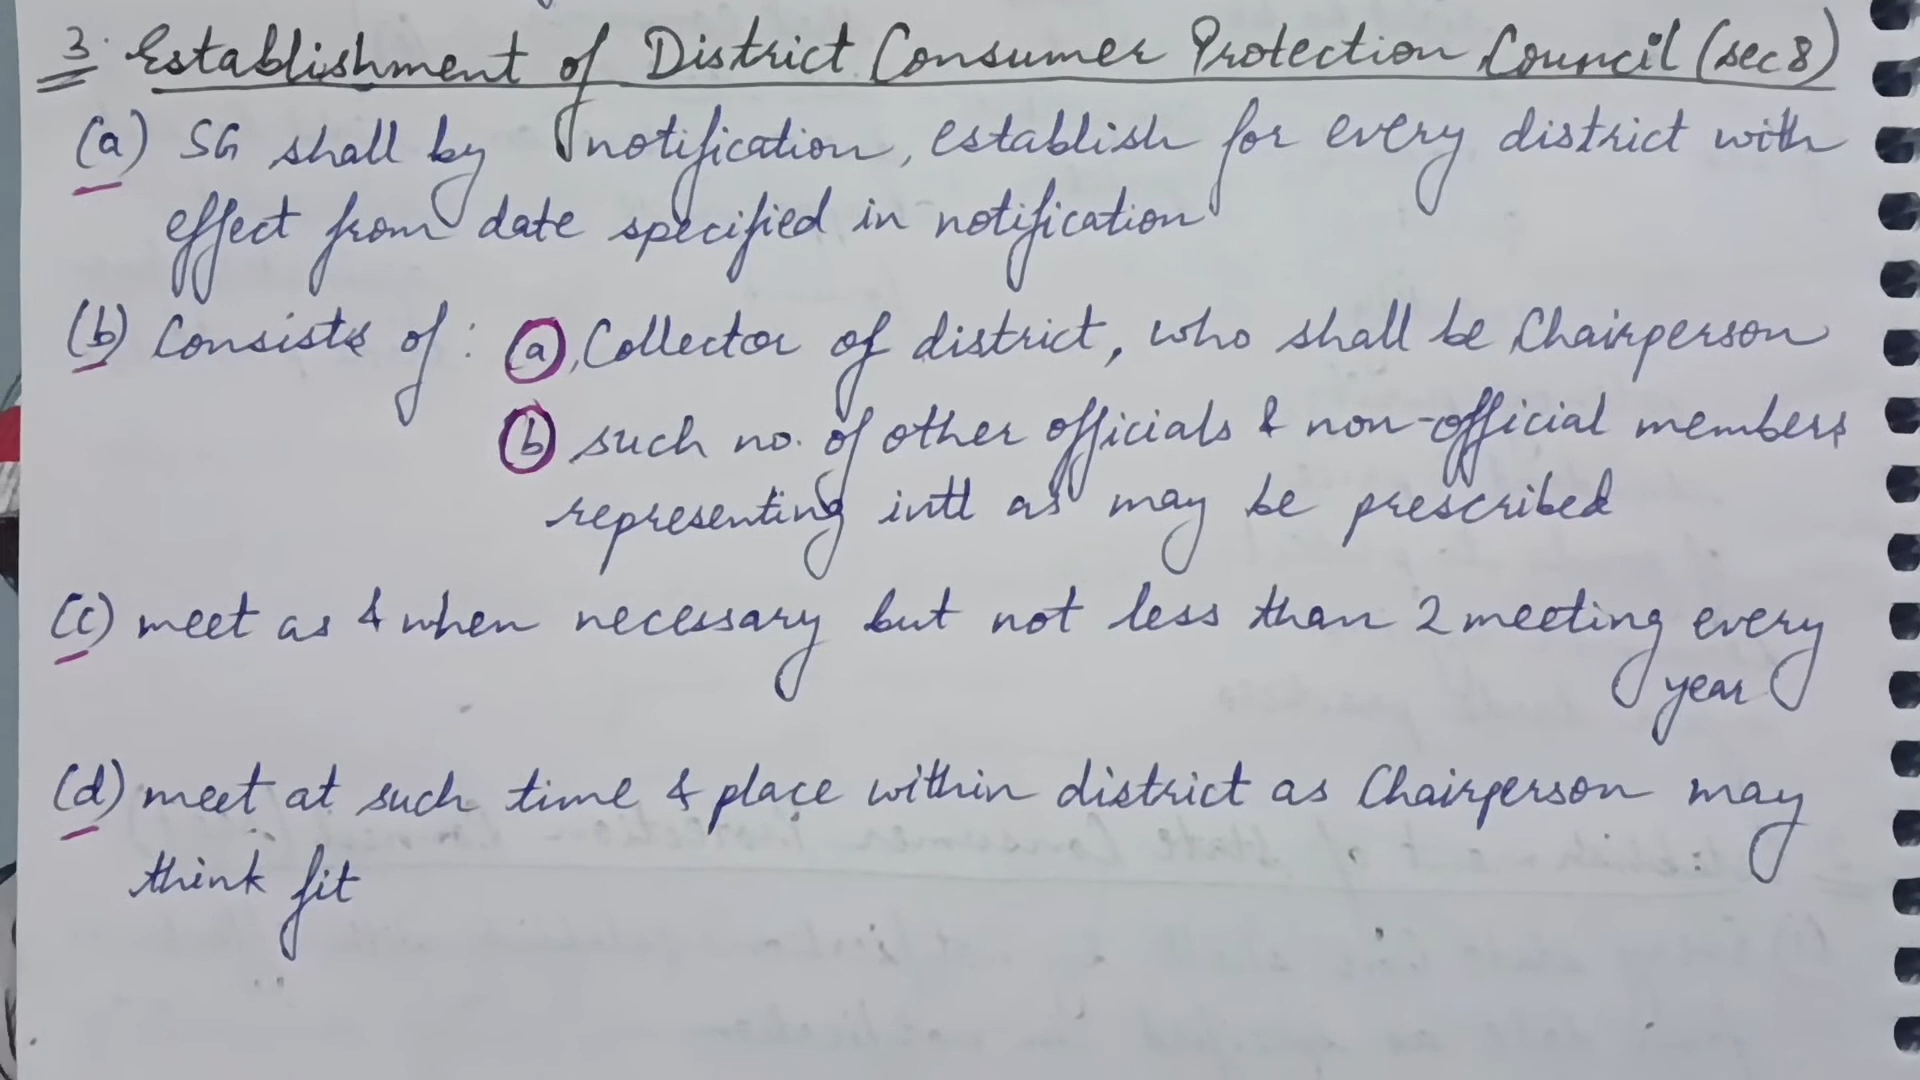 3. Establishment of District Consumer Protection Council (sec 8)
(a) SG shall by notification, establish for every district with
effect from date specified in notification
(b) Consists of : (a) Collector of district, who shall be Chairperson
(b) such no. of other officials & non-official members
representing intt as may be prescribed
(c) meet as & when necessary but not less than 2 meeting every
year
(d) meet at such time & place within district as Chairperson may
think fit